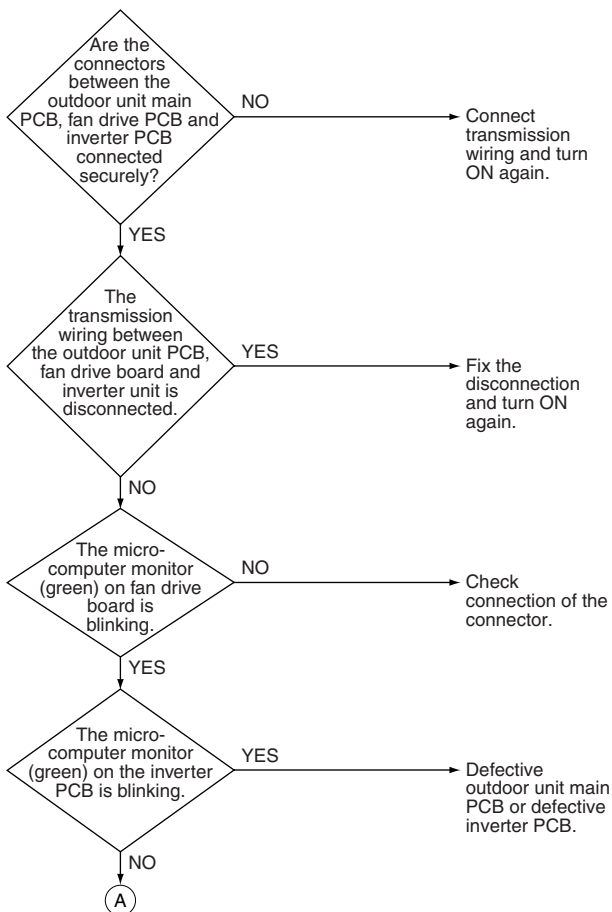 Are the
connectors
between the
outdoor unit main
PCB, fan drive PCB and
inverter PCB
connected
securely?
NO
Connect
transmission
wiring and turn
ON again.
YES
The
transmission
wiring between
the outdoor unit PCB,
fan drive board and
inverter unit is
disconnected.
YES
Fix the
disconnection
and turn ON
again.
NO
The micro-
computer monitor
(green) on fan drive
board is
blinking.
NO
Check
connection of the
connector.
YES
The micro-
computer monitor
(green) on the inverter
PCB is blinking.
YES
Defective
outdoor unit main
PCB or defective
inverter PCB.
NO
A